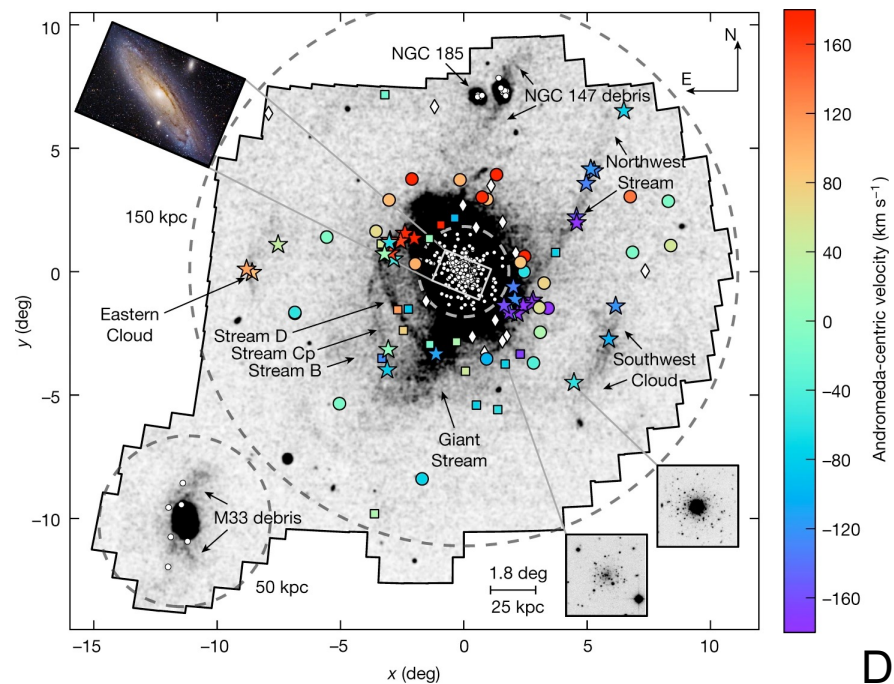 10
5
0
−5
−10
y (deg)
−15
−10
−5
0
5
10
x (deg)
NGC 185
NGC 147 debris
N
E
Northwest
Stream
150 kpc
Eastern
Cloud
Stream D
Stream Cp
Stream B
Giant
Stream
Southwest
Cloud
M33 debris
50 kpc
1.8 deg
25 kpc
160
120
80
40
0
−40
−80
−120
−160
Andromeda-centric velocity (km s⁻¹)
D